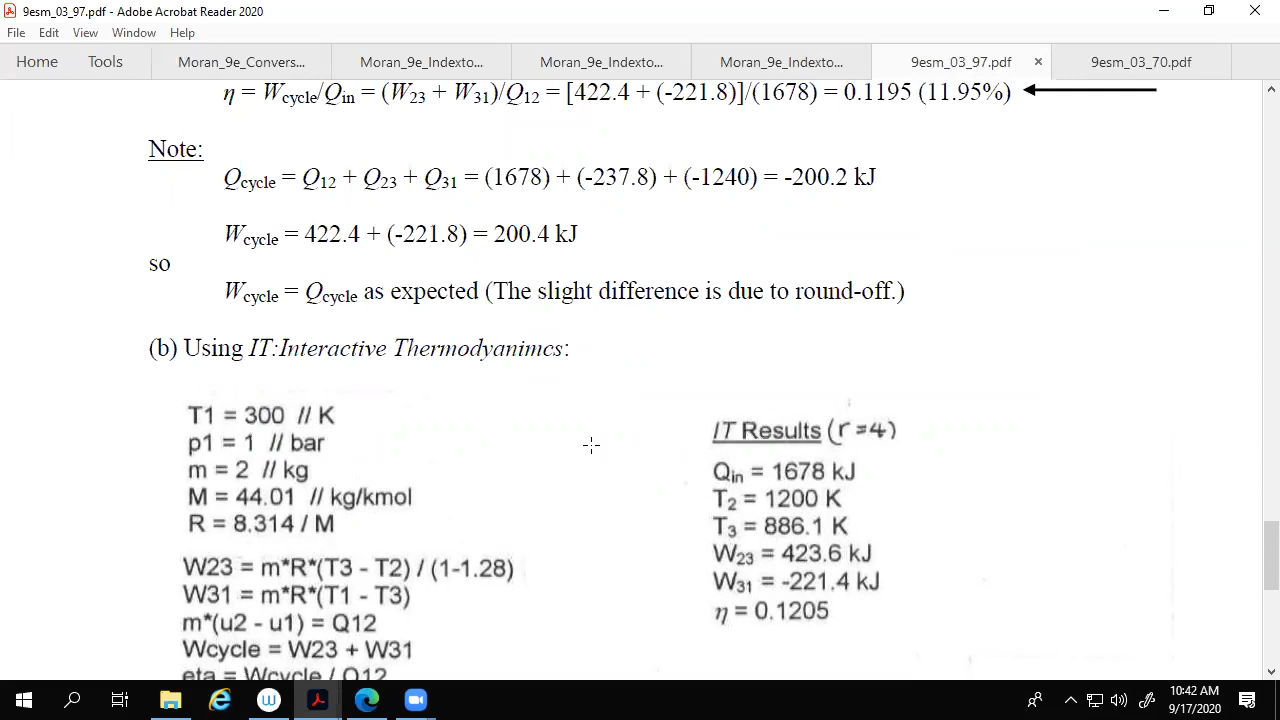 9esm_03_97.pdf - Adobe Acrobat Reader 2020
File Edit View Window Help
Home Tools Moran_9e_Convers... Moran_9e_Indexto... Moran_9e_Indexto... Moran_9e_Indexto... 9esm_03_97.pdf × 9esm_03_70.pdf
η = Wcycle/Qin = (W23 + W31)/Q12 = [422.4 + (-221.8)]/(1678) = 0.1195 (11.95%)
Note:
Qcycle = Q12 + Q23 + Q31 = (1678) + (-237.8) + (-1240) = -200.2 kJ
Wcycle = 422.4 + (-221.8) = 200.4 kJ
so
Wcycle = Qcycle as expected (The slight difference is due to round-off.)
(b) Using IT:Interactive Thermodyanimcs:
T1 = 300 // K
p1 = 1 // bar
m = 2 // kg
M = 44.01 // kg/kmol
R = 8.314 / M
W23 = m*R*(T3 - T2) / (1-1.28)
W31 = m*R*(T1 - T3)
m*(u2 - u1) = Q12
Wcycle = W23 + W31
eta = Wcycle / Q12
IT Results (r=4)
Qin = 1678 kJ
T2 = 1200 K
T3 = 886.1 K
W23 = 423.6 kJ
W31 = -221.4 kJ
η = 0.1205
10:42 AM
9/17/2020